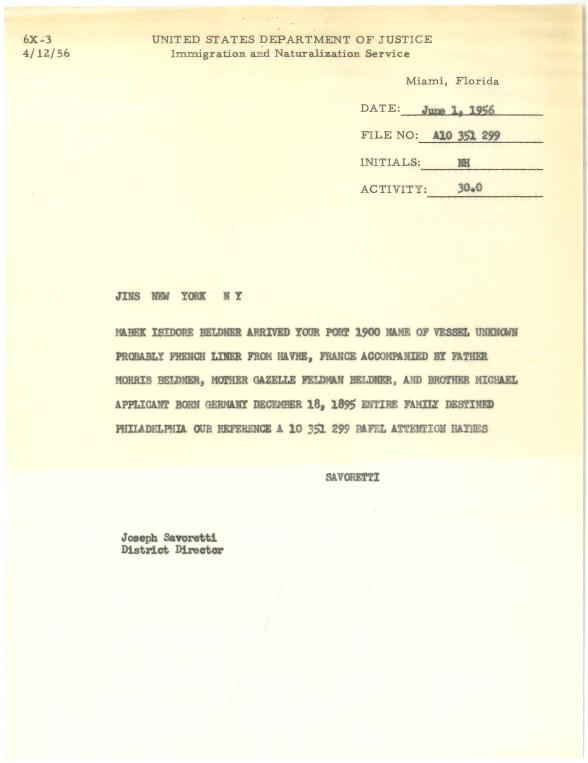 6X-3
4/12/56
UNITED STATES DEPARTMENT OF JUSTICE
Immigration and Naturalization Service
Miami, Florida
DATE: June 1, 1956
FILE NO: A10 351 299
INITIALS: NH
ACTIVITY: 30.0
JINS NEW YORK N Y
MABEK ISIDORE BELDNER ARRIVED YOUR PORT 1900 NAME OF VESSEL UNKNOWN
PROBABLY FRENCH LINER FROM HAVRE, FRANCE ACCOMPANIED BY FATHER
MORRIS BELDNER, MOTHER GAZELLE FELDMAN BELDNER, AND BROTHER MICHAEL
APPLICANT BORN GERMANY DECEMBER 18, 1895 ENTIRE FAMILY DESTINED
PHILADELPHIA OUR REFERENCE A 10 351 299 BAFEL ATTENTION HAYNES
SAVORETTI
Joseph Savoretti
District Director